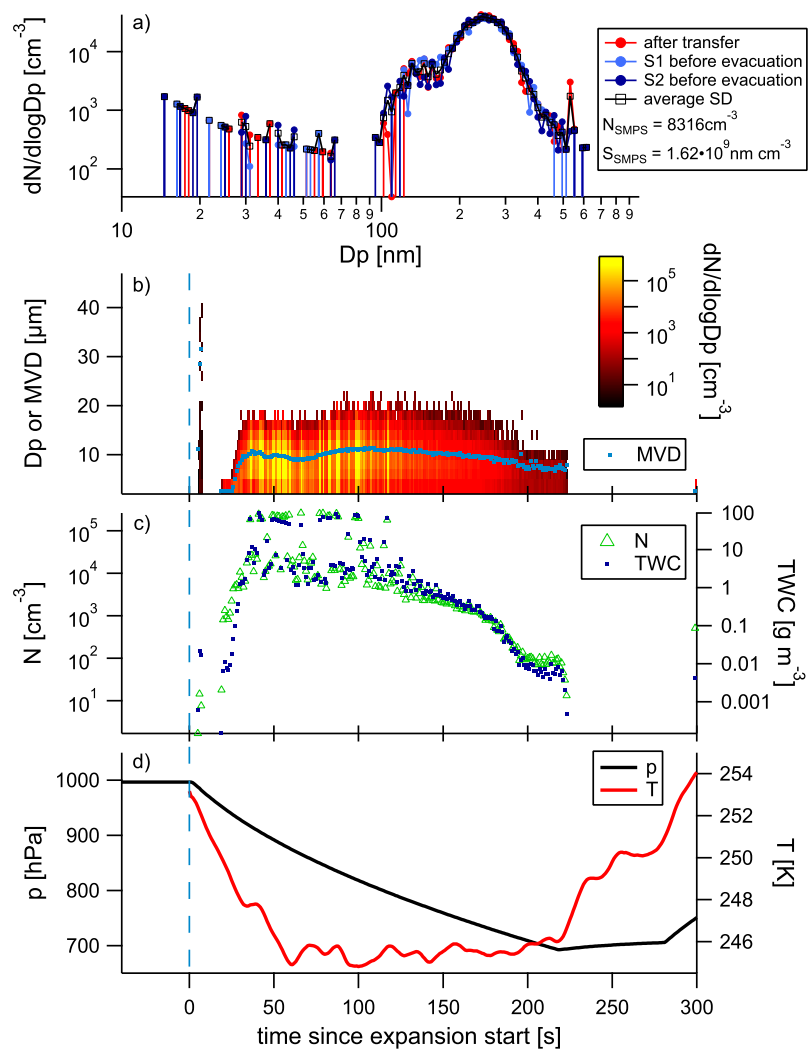 a)
dN/dlogDp [cm⁻³]
10⁴
10³
10²
after transfer
S1 before evacuation
S2 before evacuation
average SD
N_SMPS = 8316cm⁻³
S_SMPS = 1.62•10⁹nm cm⁻³
2 3 4 5 6 7 8 9 2 3 4 5 6 7 8 9
10 100
Dp [nm]
b)
Dp or MVD [µm]
40
30
20
10
10⁵
10³
10¹
dN/dlogDp
[cm⁻³]
MVD
c)
N [cm⁻³]
10⁵
10⁴
10³
10²
10¹
N
TWC
100
10
1
0.1
0.01
0.001
TWC [g m⁻³]
d)
p [hPa]
1000
900
800
700
p
T
254
252
250
248
246
T [K]
0 50 100 150 200 250 300
time since expansion start [s]